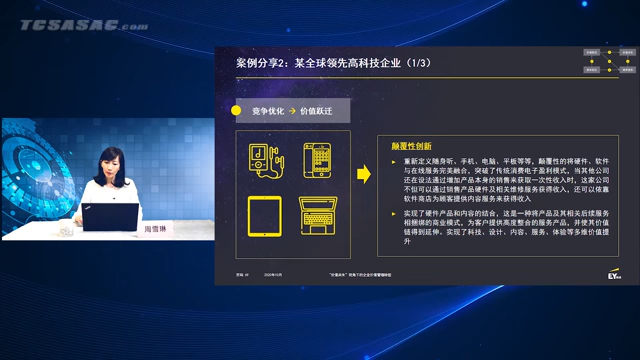 TCSASAC.com
案例分享2：某全球领先高科技企业（1/3）
竞争优化 → 价值跃迁
颠覆性创新
重新定义随身听、手机、电脑、平板等等，颠覆性的将硬件、软件
与在线服务完美融合，突破了传统消费电子盈利模式，当其他公司
还在设法通过增加产品本身的销售来获取一次性收入时，这家公司
不但可以通过销售产品硬件及相关维修服务获得收入，还可以依靠
软件商店为顾客提供内容服务来获得收入
实现了硬件产品和内容的结合，这是一种将产品及其相关后续服务
相捆绑的商业模式，为客户提供高度整合的服务产品，并使其价值
链得到延伸，实现了科技、设计、内容、服务、体验等多维价值提
升
周雪琳
2020年10月
EY